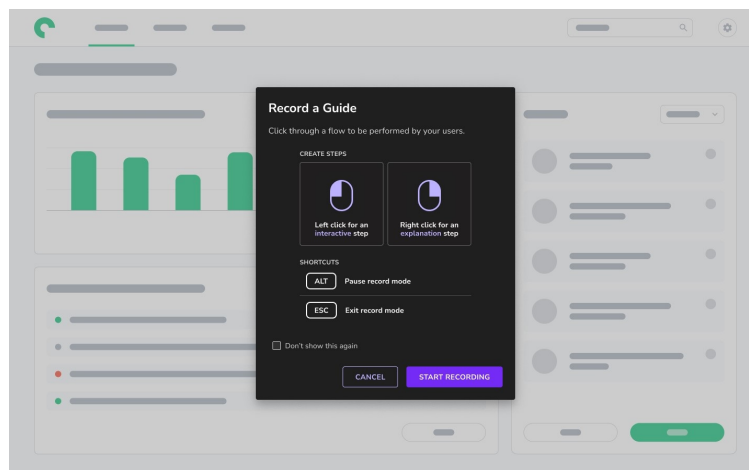 Record a Guide
Click through a flow to be performed by your users.
CREATE STEPS
Left click for an
interactive step
Right click for an
explanation step
SHORTCUTS
ALT Pause record mode
ESC Exit record mode
Don't show this again
CANCEL START RECORDING